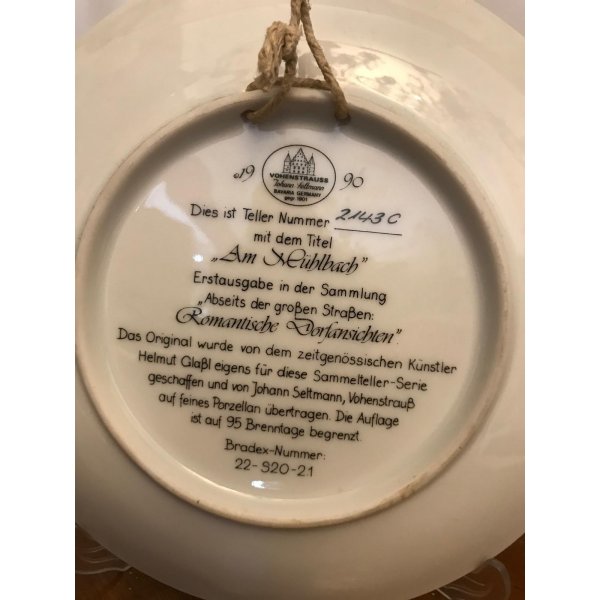 ©19 90
VOHENSTRAUSS
Johann Seltmann
BAVARIA GERMANY
gegr. 1901
Dies ist Teller Nummer 2143C
mit dem Titel
„Am Mühlbach"
Erstausgabe in der Sammlung
„Abseits der großen Straßen:
Romantische Dorfansichten".
Das Original wurde von dem zeitgenössischen Künstler
Helmut Glaßl eigens für diese Sammelteller-Serie
geschaffen und von Johann Seltmann, Vohenstrauß
auf feines Porzellan übertragen. Die Auflage
ist auf 95 Brenntage begrenzt.
Bradex-Nummer:
22-S20-2.1